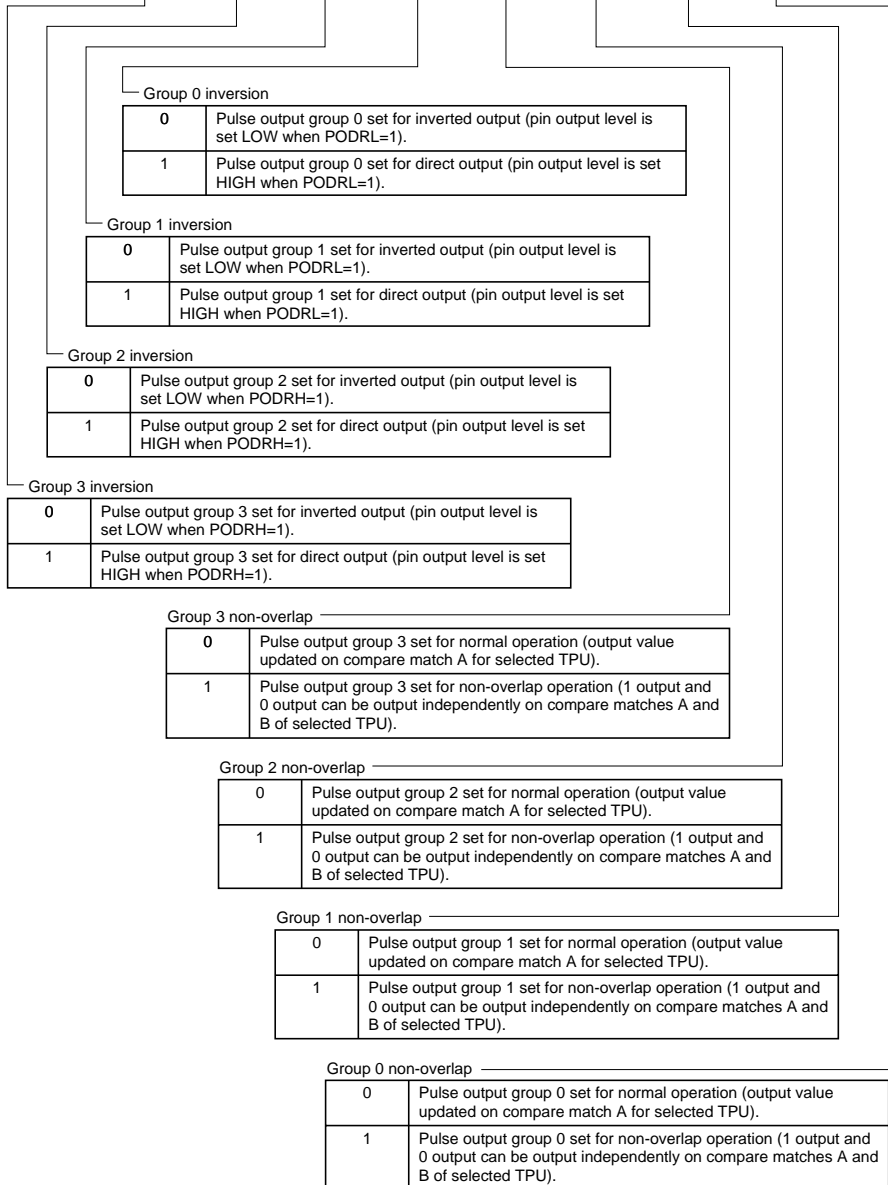 Group 0 inversion
0 Pulse output group 0 set for inverted output (pin output level is
set LOW when PODRL=1).
1 Pulse output group 0 set for direct output (pin output level is set
HIGH when PODRL=1).
Group 1 inversion
0 Pulse output group 1 set for inverted output (pin output level is
set LOW when PODRL=1).
1 Pulse output group 1 set for direct output (pin output level is set
HIGH when PODRL=1).
Group 2 inversion
0 Pulse output group 2 set for inverted output (pin output level is
set LOW when PODRH=1).
1 Pulse output group 2 set for direct output (pin output level is set
HIGH when PODRH=1).
Group 3 inversion
0 Pulse output group 3 set for inverted output (pin output level is
set LOW when PODRH=1).
1 Pulse output group 3 set for direct output (pin output level is set
HIGH when PODRH=1).
Group 3 non-overlap
0 Pulse output group 3 set for normal operation (output value
updated on compare match A for selected TPU).
1 Pulse output group 3 set for non-overlap operation (1 output and
0 output can be output independently on compare matches A and
B of selected TPU).
Group 2 non-overlap
0 Pulse output group 2 set for normal operation (output value
updated on compare match A for selected TPU).
1 Pulse output group 2 set for non-overlap operation (1 output and
0 output can be output independently on compare matches A and
B of selected TPU).
Group 1 non-overlap
0 Pulse output group 1 set for normal operation (output value
updated on compare match A for selected TPU).
1 Pulse output group 1 set for non-overlap operation (1 output and
0 output can be output independently on compare matches A and
B of selected TPU).
Group 0 non-overlap
0 Pulse output group 0 set for normal operation (output value
updated on compare match A for selected TPU).
1 Pulse output group 0 set for non-overlap operation (1 output and
0 output can be output independently on compare matches A and
B of selected TPU).